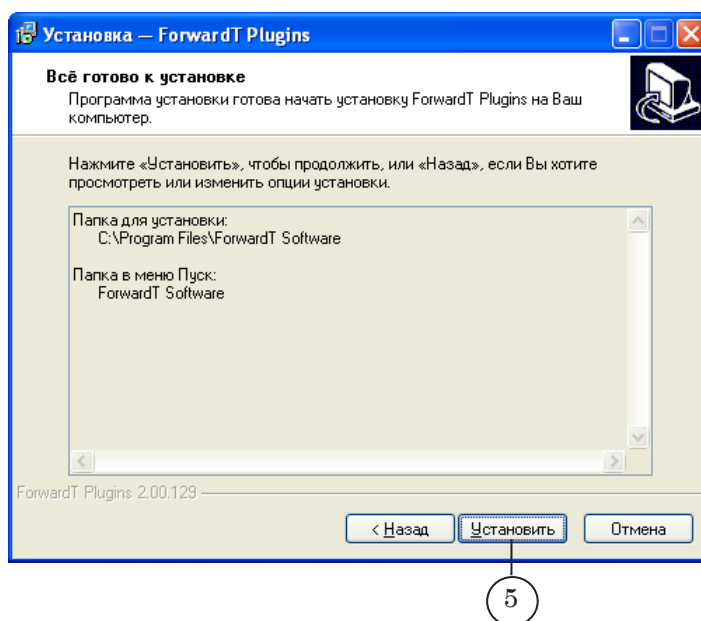 Установка — ForwardT Plugins
Всё готово к установке
Программа установки готова начать установку ForwardT Plugins на Ваш
компьютер.
Нажмите «Установить», чтобы продолжить, или «Назад», если Вы хотите
просмотреть или изменить опции установки.
Папка для установки:
C:\Program Files\ForwardT Software
Папка в меню Пуск:
ForwardT Software
ForwardT Plugins 2.00.129
< Назад
Установить
Отмена
5